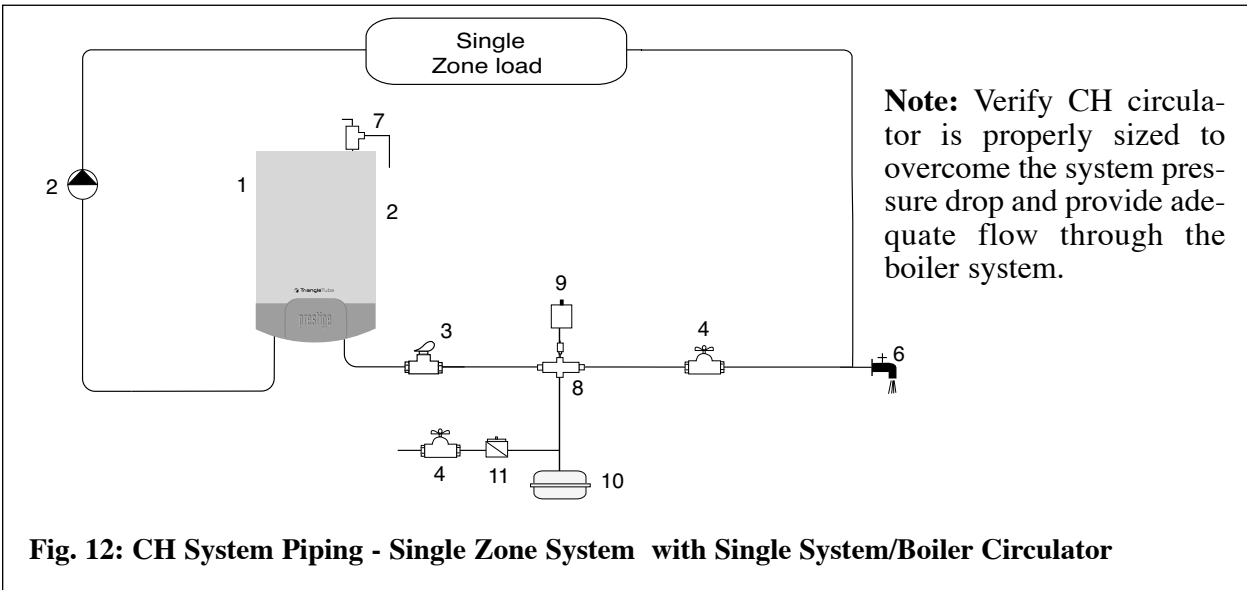 Single
Zone load
7
2
1
2
Note: Verify CH circula-
tor is properly sized to
overcome the system pres-
sure drop and provide ade-
quate flow through the
boiler system.
TriangleTube
prestige
9
3
4
6
8
4
11
10
Fig. 12: CH System Piping - Single Zone System with Single System/Boiler Circulator